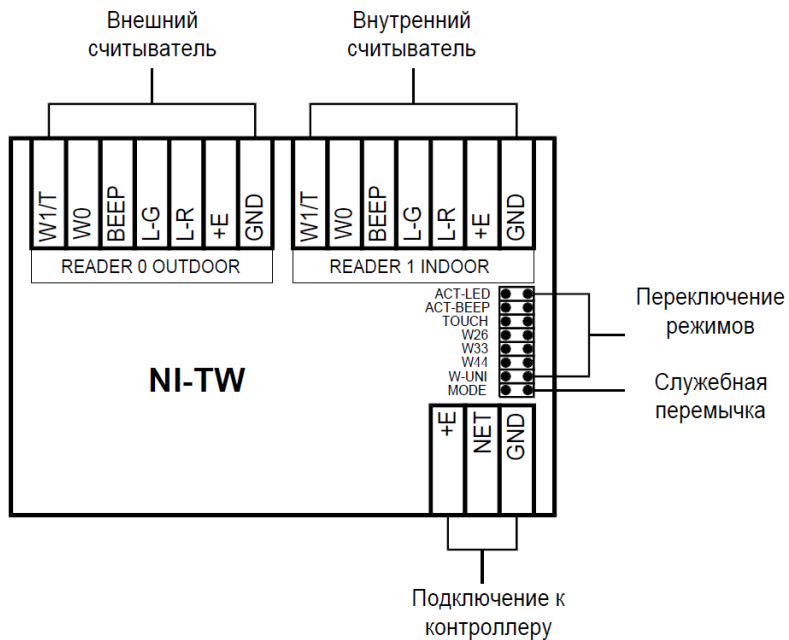 Внешний
считыватель
Внутренний
считыватель
W1/T
W0
BEEP
L-G
L-R
+E
GND
W1/T
W0
BEEP
L-G
L-R
+E
GND
READER 0 OUTDOOR
READER 1 INDOOR
ACT-LED
ACT-BEEP
TOUCH
W26
W33
W44
W-UNI
MODE
Переключение
режимов
Служебная
перемычка
NI-TW
+E
NET
GND
Подключение к
контроллеру